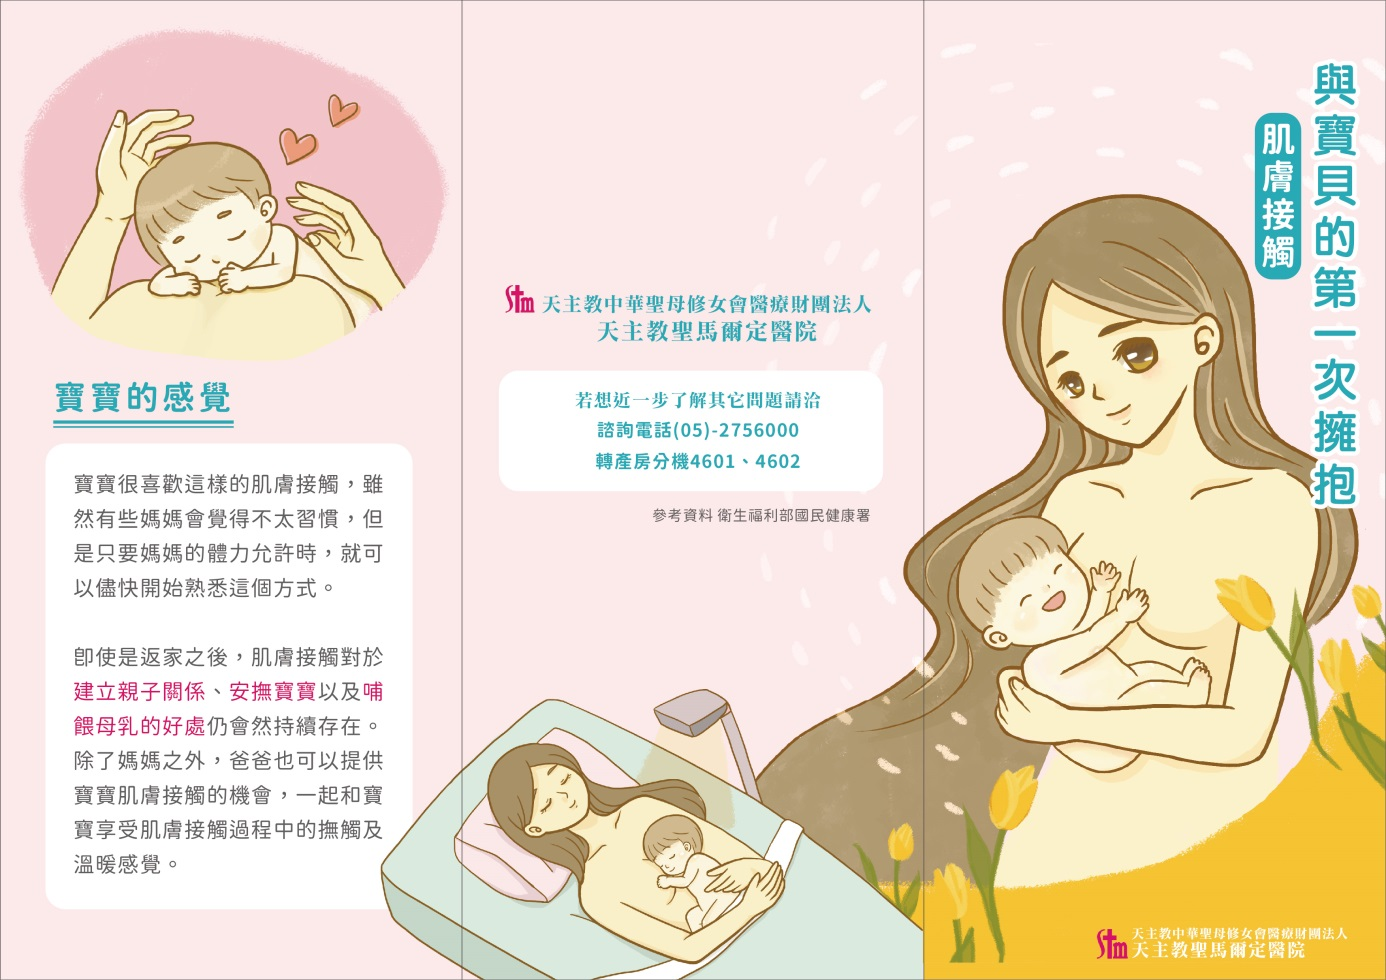 寶寶的感覺
寶寶很喜歡這樣的肌膚接觸，雖
然有些媽媽會覺得不太習慣，但
是只要媽媽的體力允許時，就可
以儘快開始熟悉這個方式。
即使是返家之後，肌膚接觸對於
建立親子關係、安撫寶寶以及哺
餵母乳的好處仍會然持續存在。
除了媽媽之外，爸爸也可以提供
寶寶肌膚接觸的機會，一起和寶
寶享受肌膚接觸過程中的撫觸及
溫暖感覺。
Stm 天主教中華聖母修女會醫療財團法人
天主教聖馬爾定醫院
若想近一步了解其它問題請洽
諮詢電話(05)-2756000
轉產房分機4601、4602
參考資料 衛生福利部國民健康署
與寶貝的第一次擁抱
肌膚接觸
Stm 天主教中華聖母修女會醫療財團法人
天主教聖馬爾定醫院